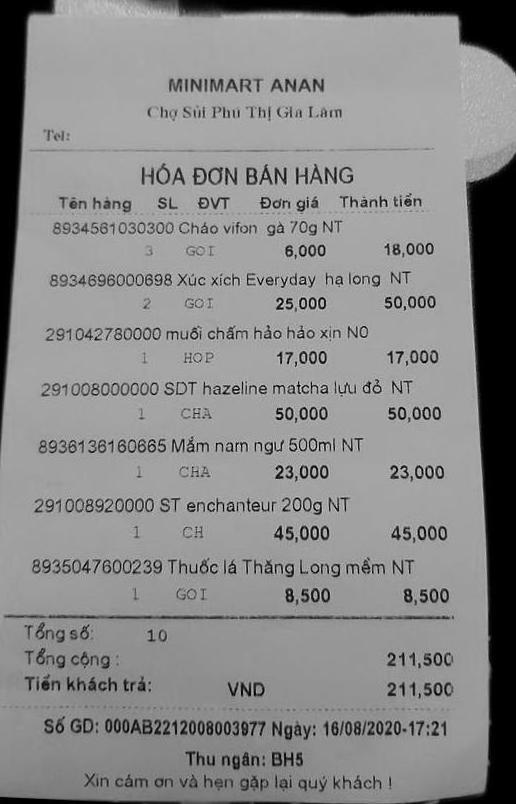 MINIMART ANAN
Chợ Sủi Phú Thị Gia Lâm
Tel:
HÓA ĐƠN BÁN HÀNG
Tên hàng SL ĐVT Đơn giá Thành tiền
8934561030300 Cháo vifon gà 70g NT
3 GOI 6,000 18,000
8934696000698 Xúc xích Everyday hạ long NT
2 GOI 25,000 50,000
291042780000 muối chấm hảo hảo xịn N0
1 HOP 17,000 17,000
291008000000 SDT hazeline matcha lựu đỏ NT
1 CHA 50,000 50,000
8936136160665 Mắm nam ngư 500ml NT
1 CHA 23,000 23,000
291008920000 ST enchanteur 200g NT
1 CH 45,000 45,000
8935047600239 Thuốc lá Thăng Long mềm NT
1 GOI 8,500 8,500
Tổng số: 10
Tổng cộng : 211,500
Tiền khách trả: VND 211,500
Số GD: 000AB2212008003977 Ngày: 16/08/2020-17:21
Thu ngân: BH5
Xin cám ơn và hẹn gặp lại quý khách !